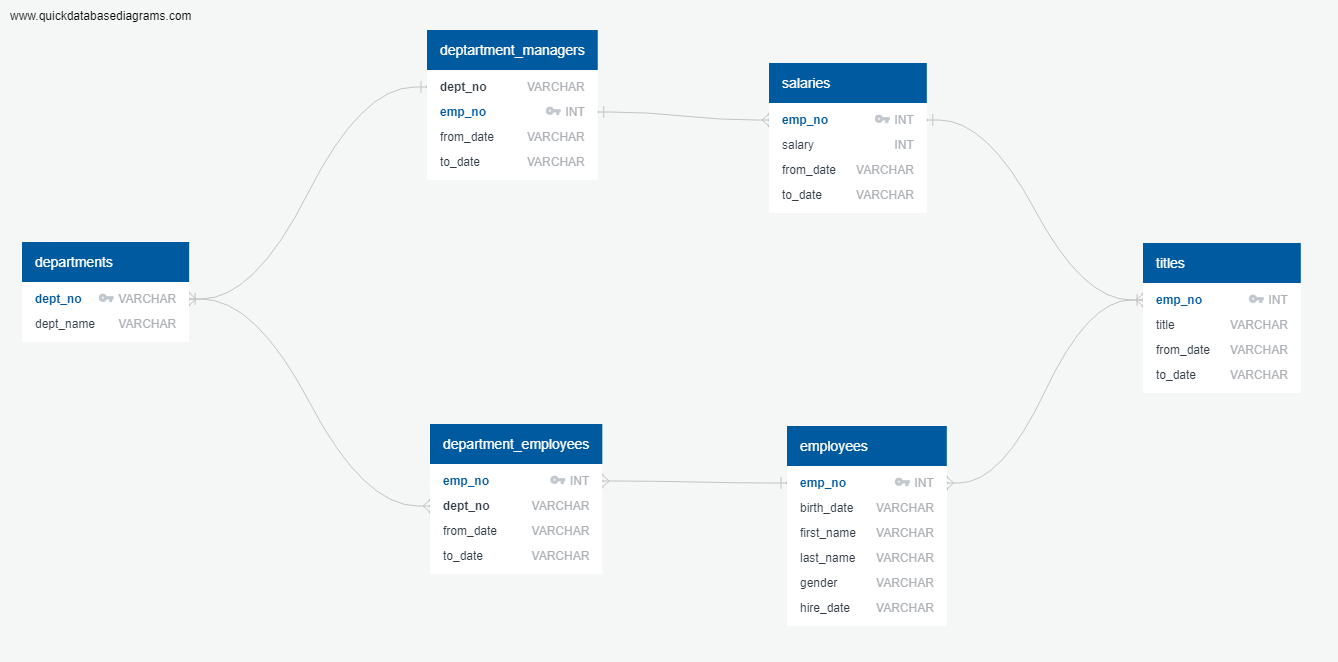 www.quickdatabasediagrams.com
deptartment_managers
dept_no VARCHAR
emp_no INT
from_date VARCHAR
to_date VARCHAR
salaries
emp_no INT
salary INT
from_date VARCHAR
to_date VARCHAR
departments
dept_no VARCHAR
dept_name VARCHAR
titles
emp_no INT
title VARCHAR
from_date VARCHAR
to_date VARCHAR
department_employees
emp_no INT
dept_no VARCHAR
from_date VARCHAR
to_date VARCHAR
employees
emp_no INT
birth_date VARCHAR
first_name VARCHAR
last_name VARCHAR
gender VARCHAR
hire_date VARCHAR